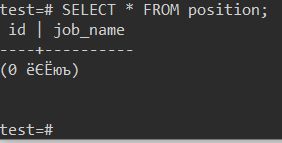 test=# SELECT * FROM position;
id | job_name
----+----------
(0 ёЄЁюъ)
test=#